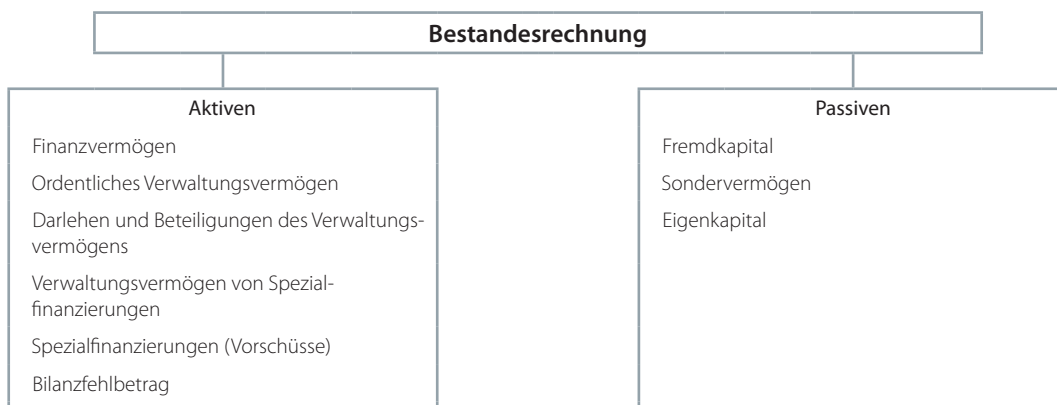 Bestandesrechnung
Aktiven
Finanzvermögen
Ordentliches Verwaltungsvermögen
Darlehen und Beteiligungen des Verwaltungs-
vermögens
Verwaltungsvermögen von Spezial-
finanzierungen
Spezialfinanzierungen (Vorschüsse)
Bilanzfehlbetrag
Passiven
Fremdkapital
Sondervermögen
Eigenkapital